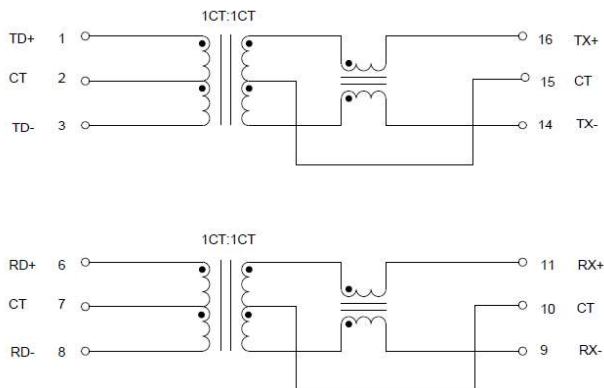 1CT:1CT
TD+ 1 16 TX+
CT 2 15 CT
TD- 3 14 TX-
1CT:1CT
RD+ 6 11 RX+
CT 7 10 CT
RD- 8 9 RX-